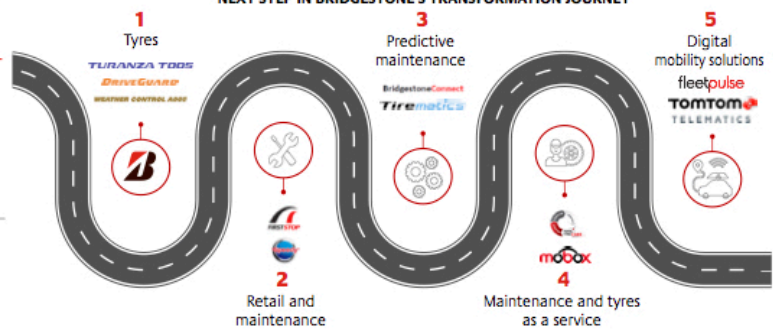 NEXT STEP IN BRIDGESTONE'S TRANSFORMATION JOURNEY
1
Tyres
TURANZA T005
DRIVEGUARD
WEATHER CONTROL A005
2
Retail and
maintenance
FIRSTSTOP
3
Predictive
maintenance
BridgestoneConnect
Tirematics
4
Maintenance and tyres
as a service
mobox
5
Digital
mobility solutions
fleetpulse
TOMTOM
TELEMATICS